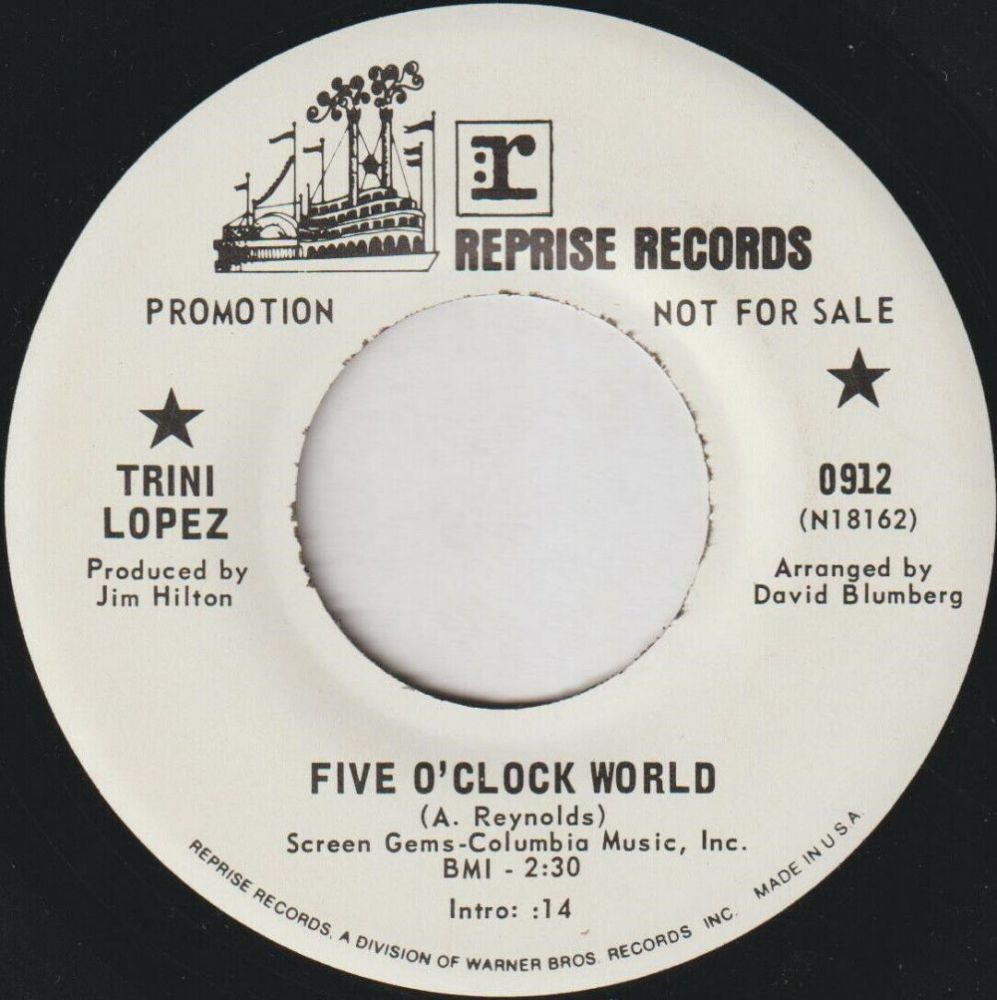 :r
REPRISE RECORDS
PROMOTION
NOT FOR SALE
TRINI
LOPEZ
Produced by
Jim Hilton
0912
(N18162)
Arranged by
David Blumberg
FIVE O'CLOCK WORLD
(A. Reynolds)
Screen Gems-Columbia Music, Inc.
BMI - 2:30
Intro: :14
REPRISE RECORDS, A DIVISION OF WARNER BROS. RECORDS INC. MADE IN U.S.A.